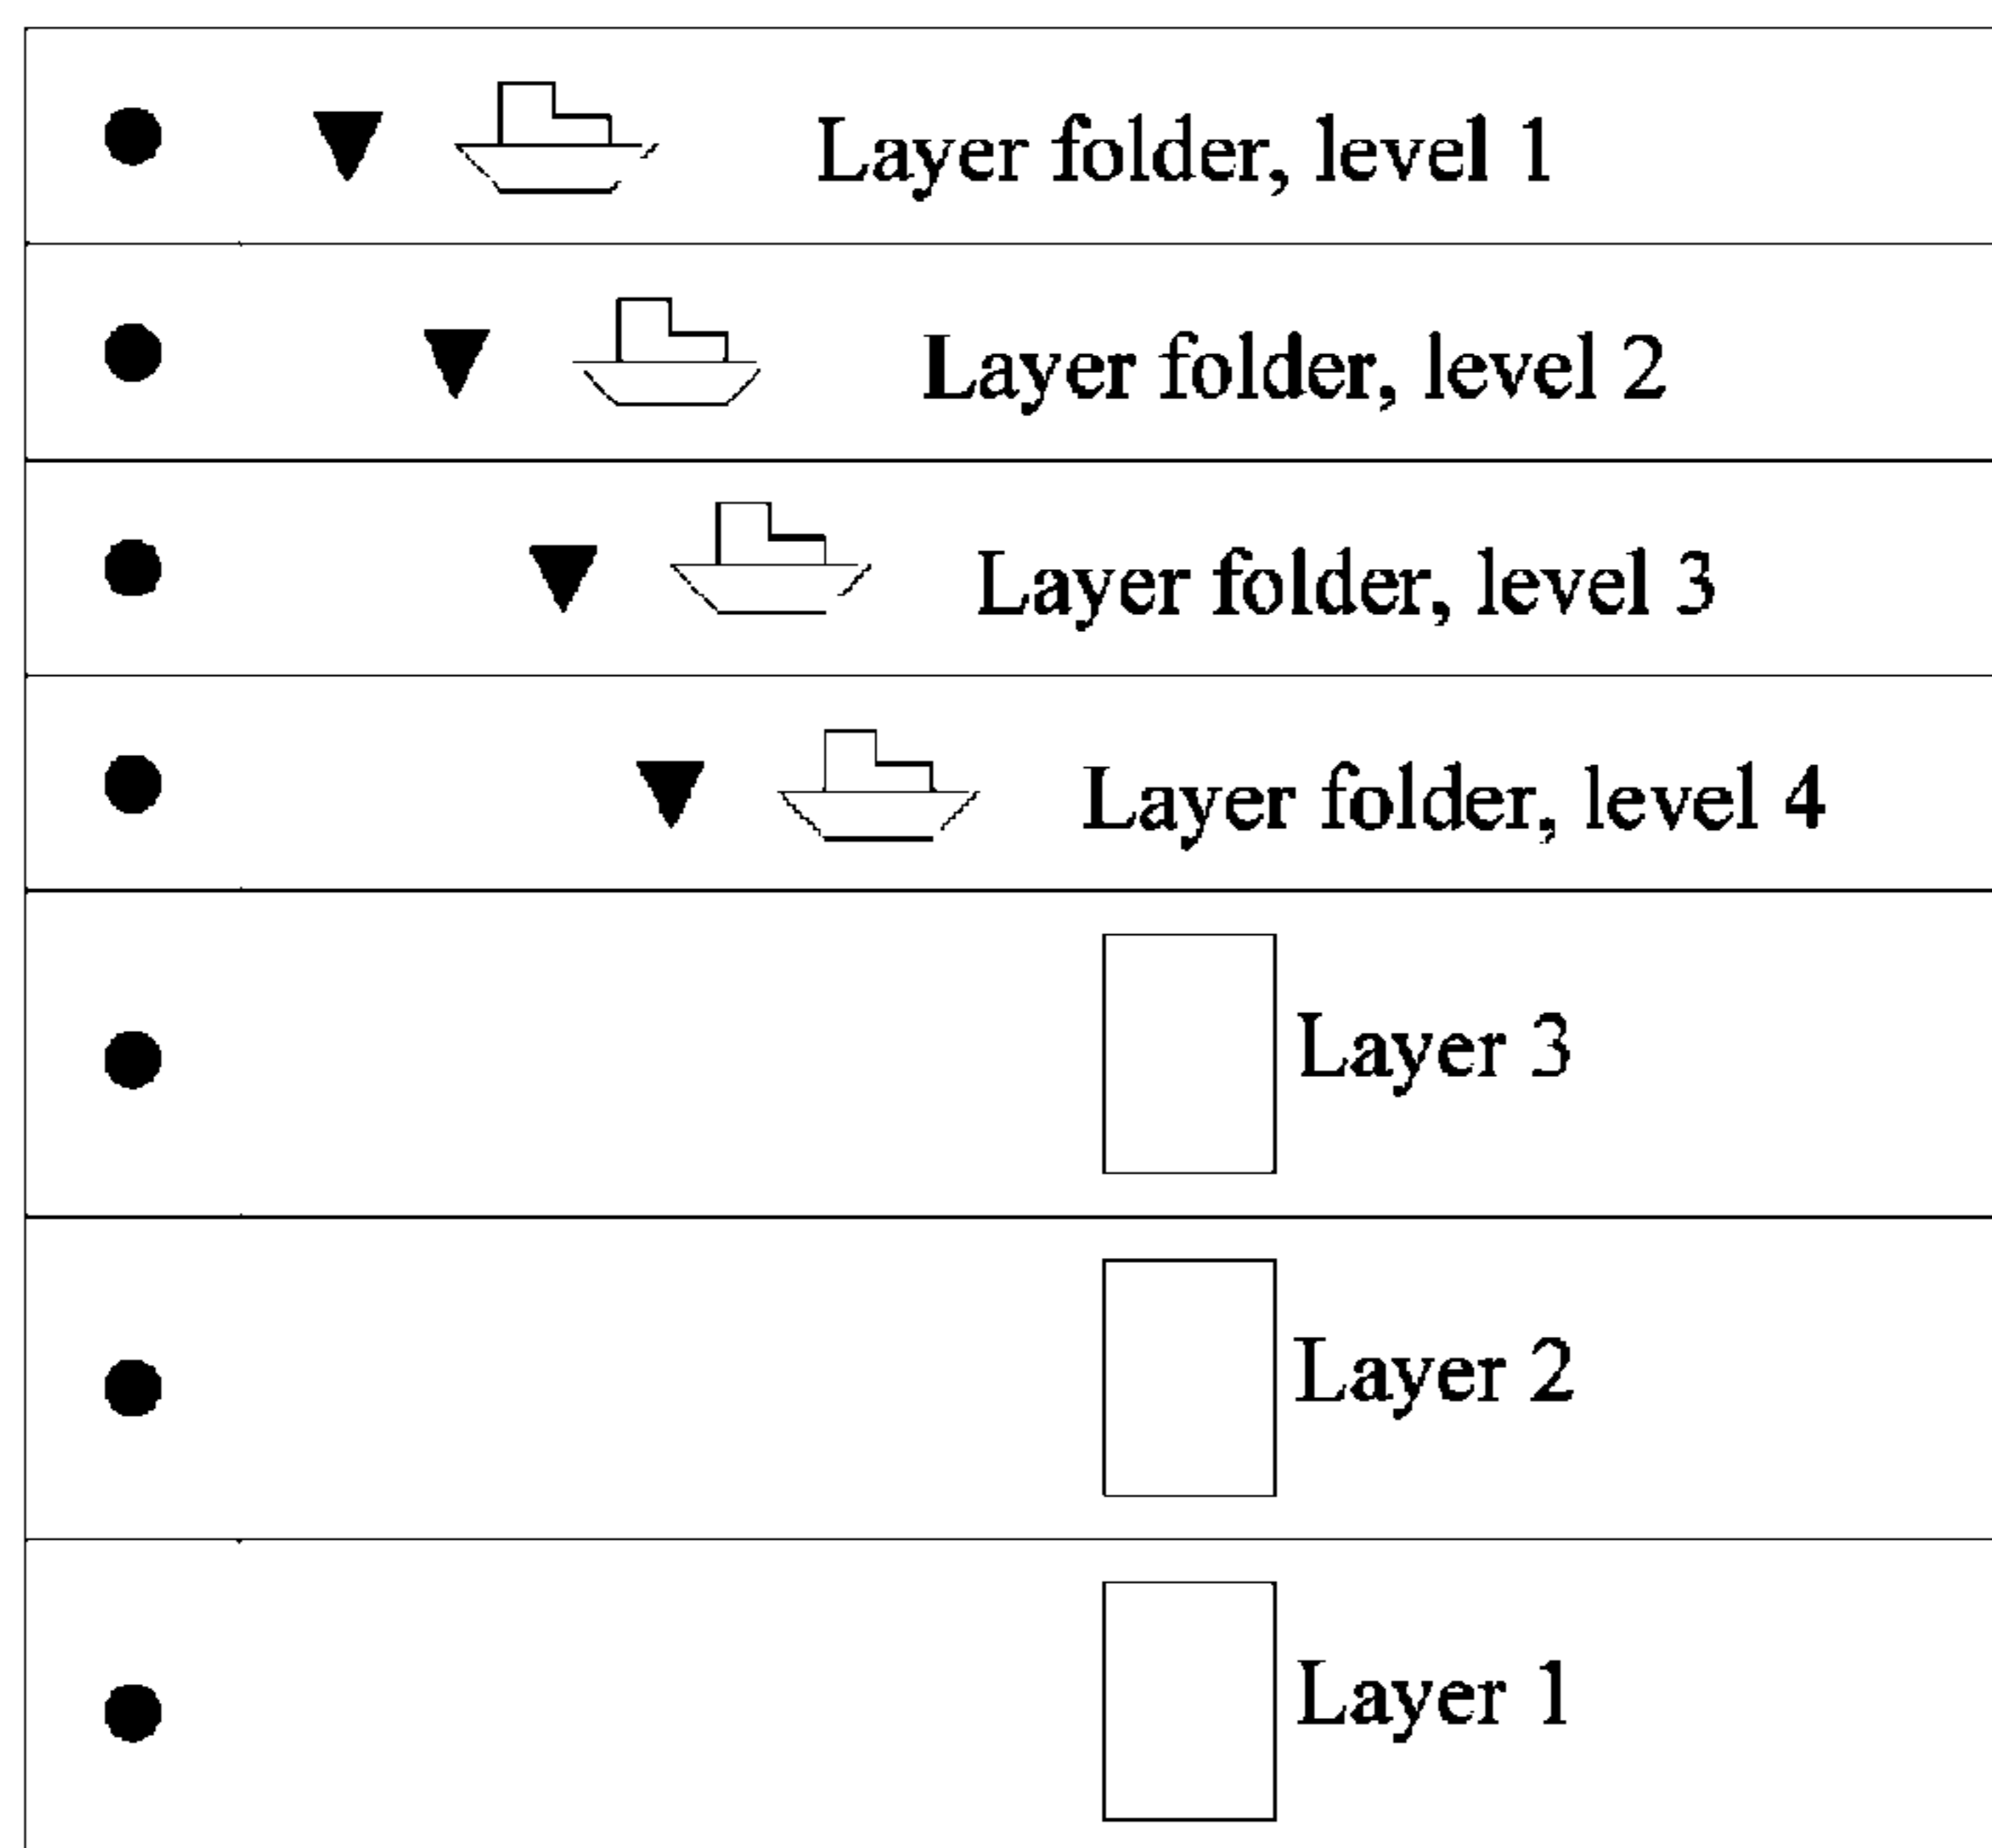 Layer folder, level 1
Layer folder, level 2
Layer folder, level 3
Layer folder, level 4
Layer 3
Layer 2
Layer 1